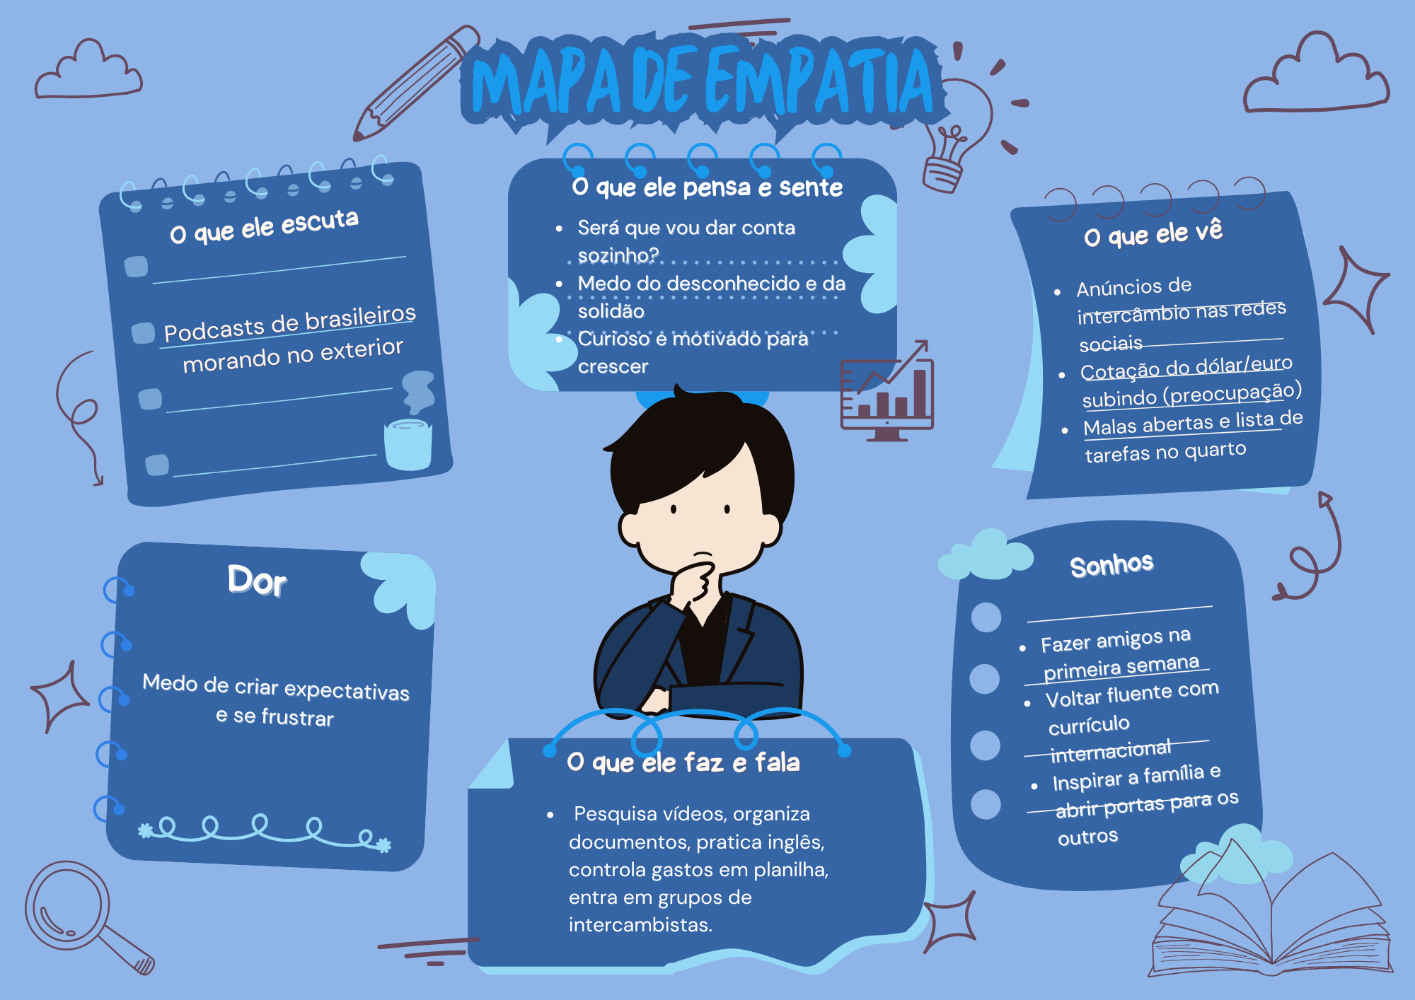 MAPA DE EMPATIA
O que ele escuta
Podcasts de brasileiros
morando no exterior
O que ele pensa e sente
• Será que vou dar conta
sozinho?
• Medo do desconhecido e da
solidão
• Curioso e motivado para
crescer
O que ele vê
• Anúncios de
intercâmbio nas redes
sociais
• Cotação do dólar/euro
subindo (preocupação)
• Malas abertas e lista de
tarefas no quarto
Dor
Medo de criar expectativas
e se frustrar
O que ele faz e fala
• Pesquisa vídeos, organiza
documentos, pratica inglês,
controla gastos em planilha,
entra em grupos de
intercambistas.
Sonhos
• Fazer amigos na
primeira semana
• Voltar fluente com
currículo
internacional
• Inspirar a família e
abrir portas para os
outros